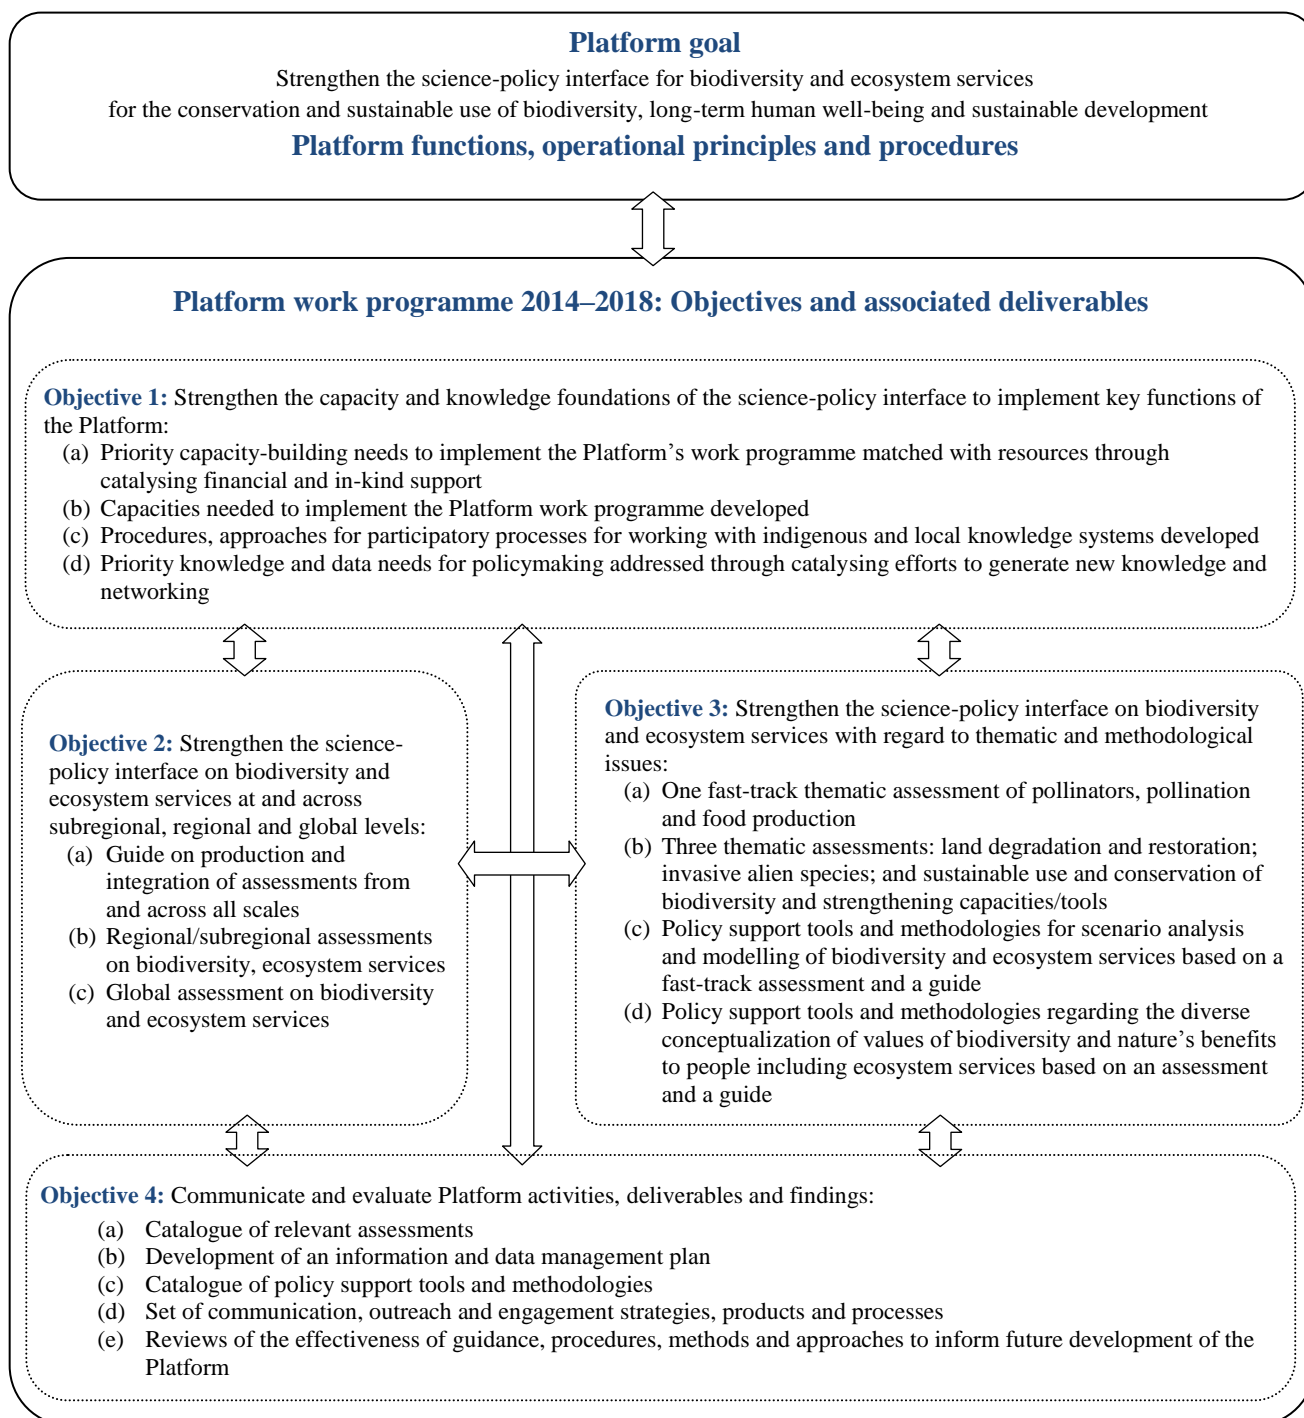 Platform goal
Strengthen the science-policy interface for biodiversity and ecosystem services
for the conservation and sustainable use of biodiversity, long-term human well-being and sustainable development
Platform functions, operational principles and procedures
Platform work programme 2014–2018: Objectives and associated deliverables
Objective 1: Strengthen the capacity and knowledge foundations of the science-policy interface to implement key functions of
the Platform:
(a) Priority capacity-building needs to implement the Platform's work programme matched with resources through
catalysing financial and in-kind support
(b) Capacities needed to implement the Platform work programme developed
(c) Procedures, approaches for participatory processes for working with indigenous and local knowledge systems developed
(d) Priority knowledge and data needs for policymaking addressed through catalysing efforts to generate new knowledge and
networking
Objective 2: Strengthen the science-
policy interface on biodiversity and
ecosystem services at and across
subregional, regional and global levels:
(a) Guide on production and
integration of assessments from
and across all scales
(b) Regional/subregional assessments
on biodiversity, ecosystem services
(c) Global assessment on biodiversity
and ecosystem services
Objective 3: Strengthen the science-policy interface on biodiversity
and ecosystem services with regard to thematic and methodological
issues:
(a) One fast-track thematic assessment of pollinators, pollination
and food production
(b) Three thematic assessments: land degradation and restoration;
invasive alien species; and sustainable use and conservation of
biodiversity and strengthening capacities/tools
(c) Policy support tools and methodologies for scenario analysis
and modelling of biodiversity and ecosystem services based on a
fast-track assessment and a guide
(d) Policy support tools and methodologies regarding the diverse
conceptualization of values of biodiversity and nature's benefits
to people including ecosystem services based on an assessment
and a guide
Objective 4: Communicate and evaluate Platform activities, deliverables and findings:
(a) Catalogue of relevant assessments
(b) Development of an information and data management plan
(c) Catalogue of policy support tools and methodologies
(d) Set of communication, outreach and engagement strategies, products and processes
(e) Reviews of the effectiveness of guidance, procedures, methods and approaches to inform future development of the
Platform